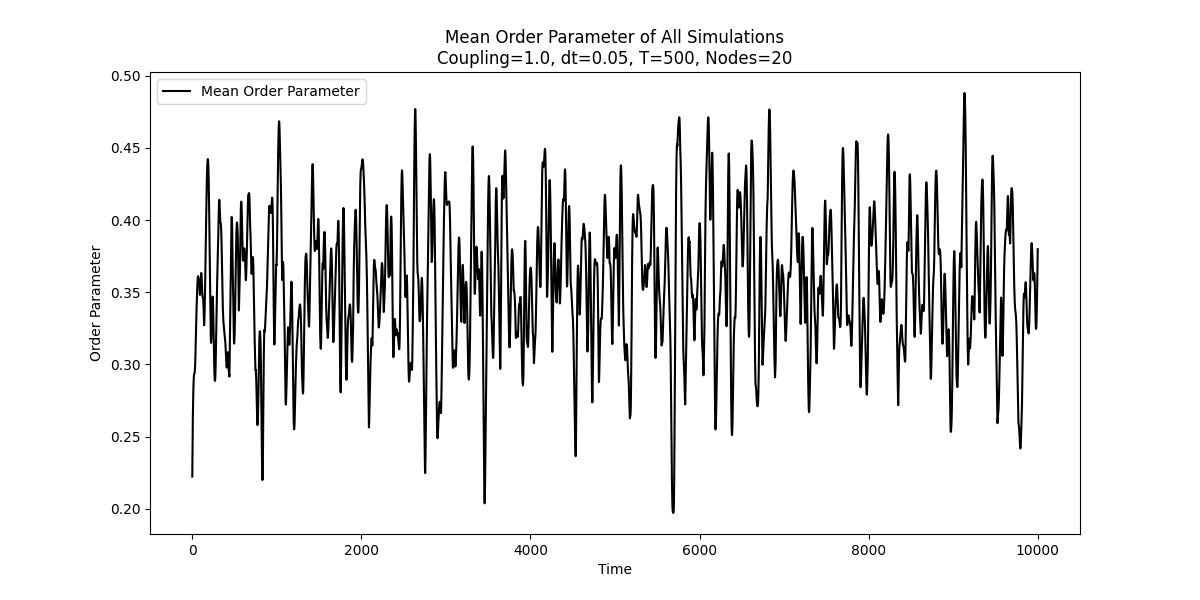 Mean Order Parameter of All Simulations
Coupling=1.0, dt=0.05, T=500, Nodes=20
Mean Order Parameter
Order Parameter
0.50
0.45
0.40
0.35
0.30
0.25
0.20
0
2000
4000
6000
8000
10000
Time